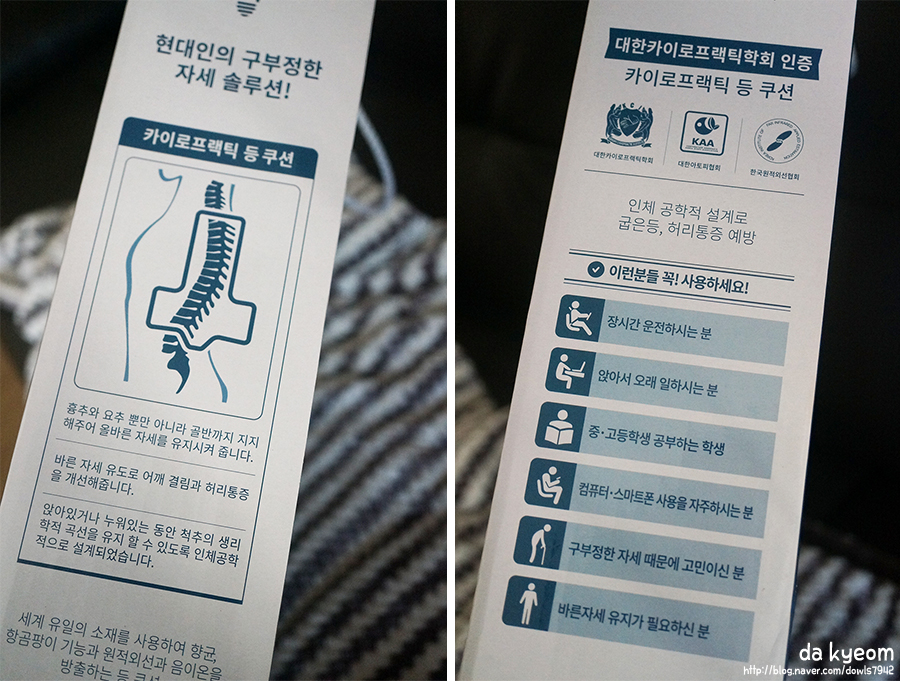 현대인의 구부정한
자세 솔루션!
카이로프랙틱 등 쿠션
흉추와 요추 뿐만 아니라 골반까지 지지
해주어 올바른 자세를 유지시켜 줍니다.
바른 자세 유도로 어깨 결림과 허리통증
을 개선해줍니다.
앉아있거나 누워있는 동안 척추의 생리
학적 곡선을 유지 할 수 있도록 인체공학
적으로 설계되었습니다.
세계 유일의 소재를 사용하여 향균,
항곰팡이 기능과 원적외선과 음이온을
방출하는 등 쿠션
대한카이로프랙틱학회 인증
카이로프랙틱 등 쿠션
KAA
대한카이로프랙틱학회
대한아토피협회
한국원적외선협회
인체 공학적 설계로
굽은등, 허리통증 예방
이런분들 꼭! 사용하세요!
장시간 운전하시는 분
앉아서 오래 일하시는 분
중·고등학생 공부하는 학생
컴퓨터·스마트폰 사용을 자주하시는 분
구부정한 자세 때문에 고민이신 분
바른자세 유지가 필요하신 분
da kyeom
http://blog.naver.com/dowls7942